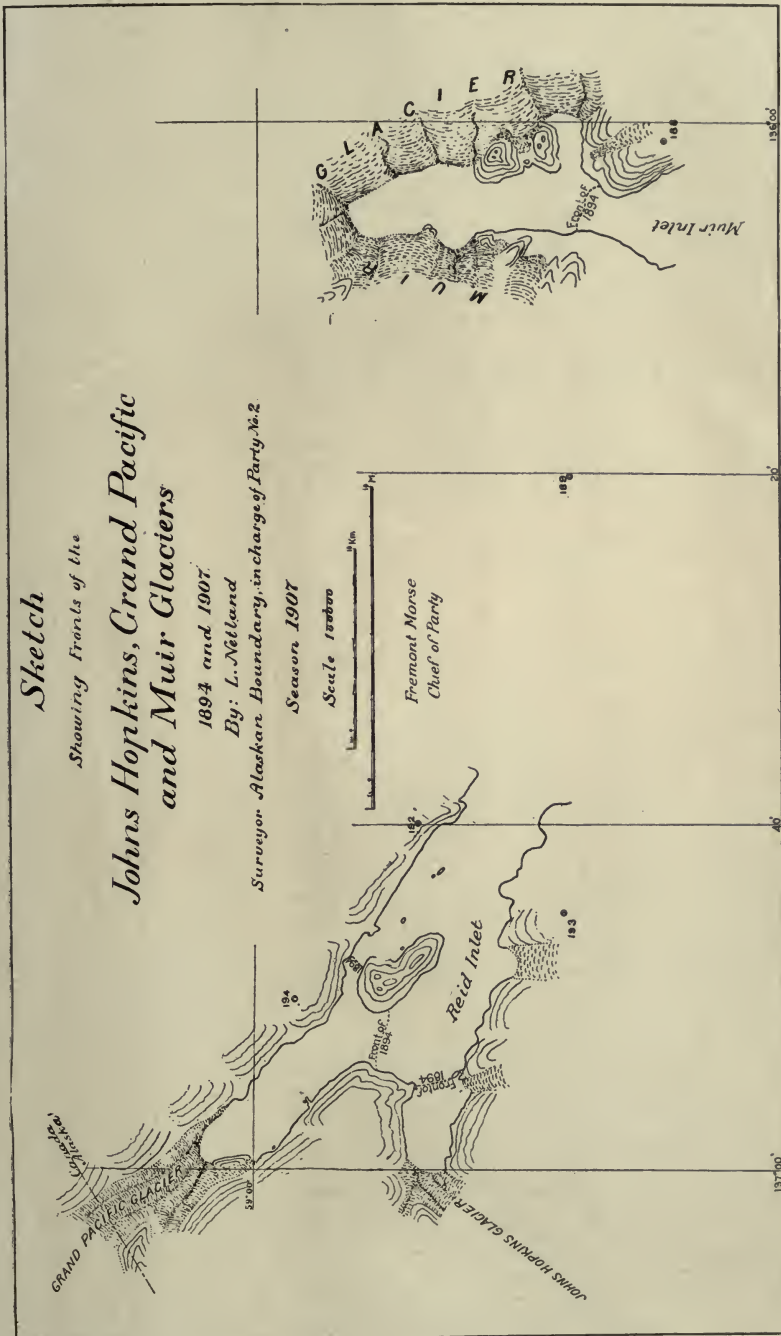 Sketch
Showing Fronts of the
Johns Hopkins, Grand Pacific
and Muir Glaciers
1894 and 1907.
By: L. Netland
Surveyor Alaskan Boundary, in charge of Party No. 2
Season 1907
Scale
Km
M
Fremont Morse
Chief of Party
Canada
Alaska
GRAND PACIFIC GLACIER
59°00'
194
1894
Front of
1894
192
Reid Inlet
Front of
1894
193
JOHNS HOPKINS GLACIER
137°00'
40'
189
20'
MUIR
GLACIER
Front of
1894
Muir Inlet
188
136°00'